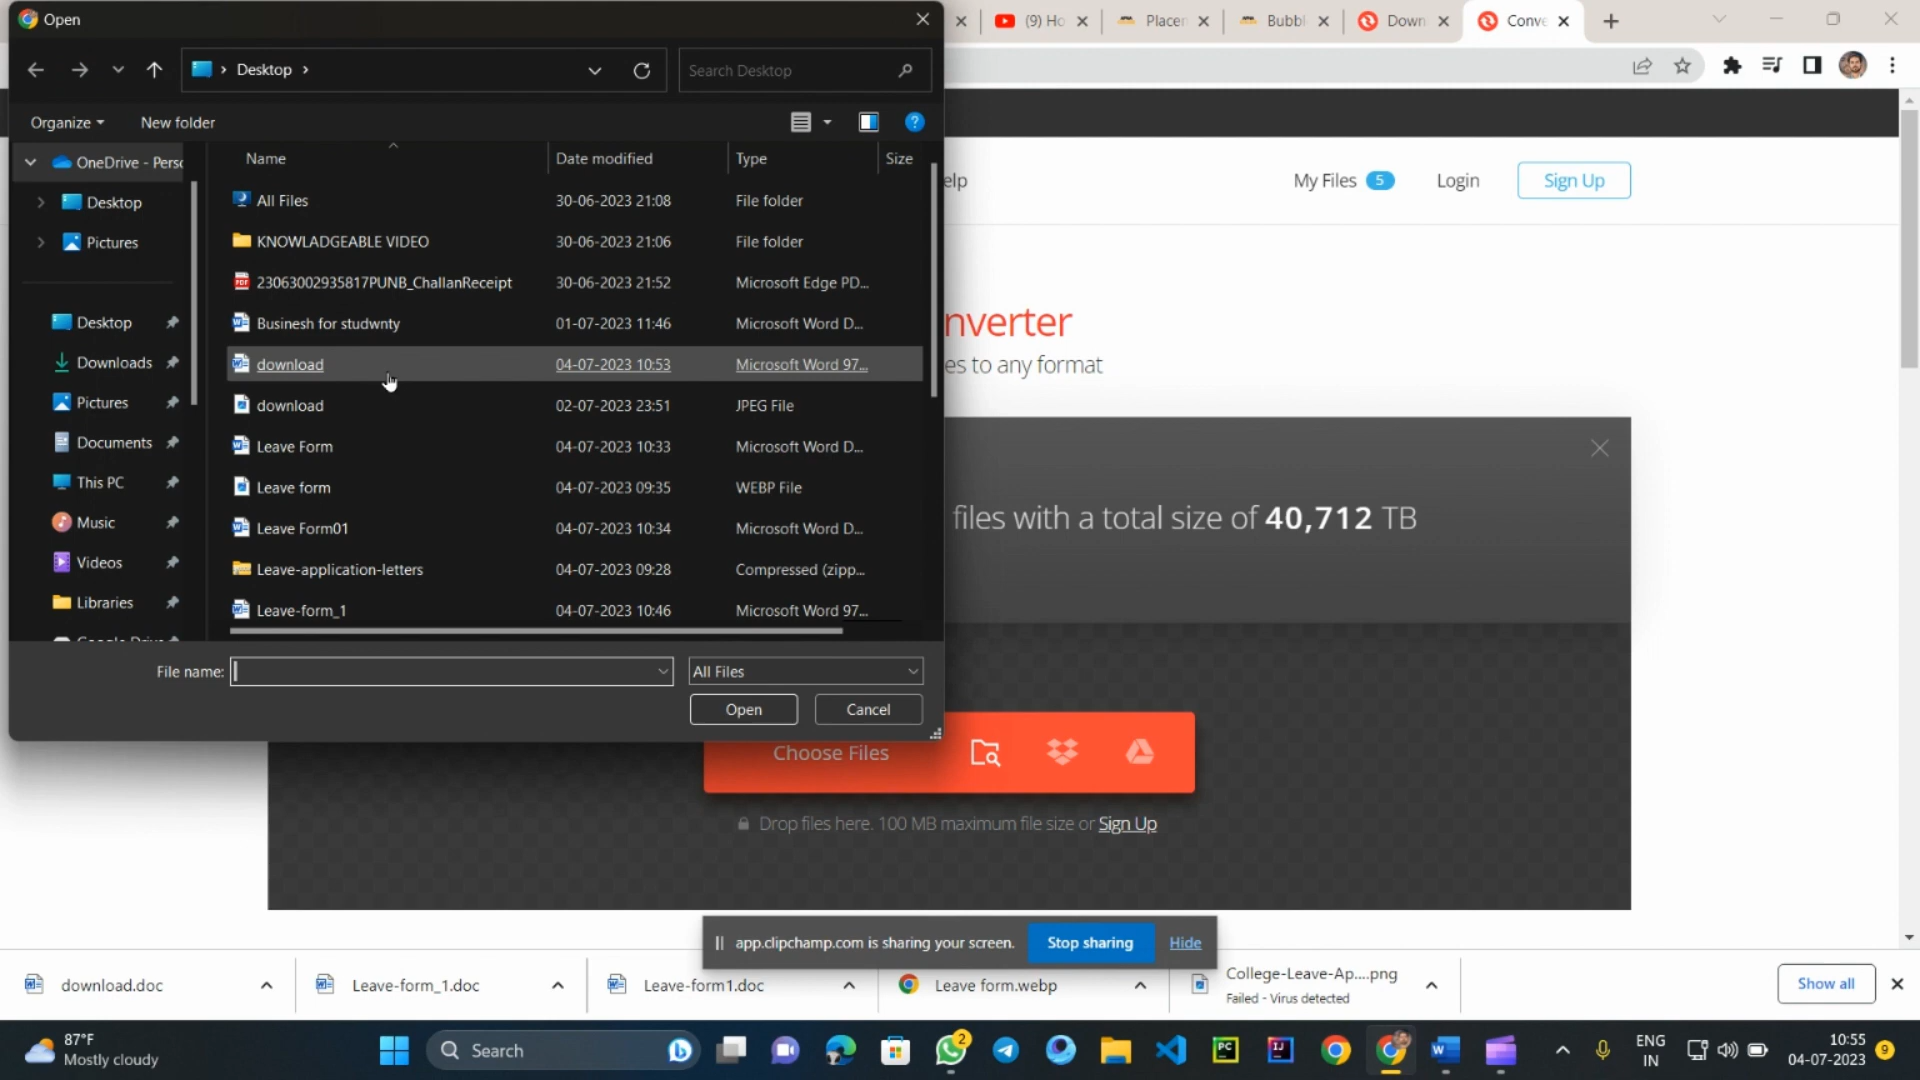 Open
(9) Ho
Placer
Bubbl
Down
Conve
Desktop
Search Desktop
Organize
New folder
Name
Date modified
Type
Size
OneDrive - Perso
Desktop
Pictures
Desktop
Downloads
Pictures
Documents
This PC
Music
Videos
Libraries
All Files 30-06-2023 21:08 File folder
KNOWLADGEABLE VIDEO 30-06-2023 21:06 File folder
23063002935817PUNB_ChallanReceipt 30-06-2023 21:52 Microsoft Edge PD...
Businesh for studwnty 01-07-2023 11:46 Microsoft Word D...
download 04-07-2023 10:53 Microsoft Word 97...
download 02-07-2023 23:51 JPEG File
Leave Form 04-07-2023 10:33 Microsoft Word D...
Leave form 04-07-2023 09:35 WEBP File
Leave Form01 04-07-2023 10:34 Microsoft Word D...
Leave-application-letters 04-07-2023 09:28 Compressed (zipp...
Leave-form_1 04-07-2023 10:46 Microsoft Word 97...
File name:
All Files
Open
Cancel
elp
My Files 5
Login
Sign Up
nverter
es to any format
files with a total size of 40,712 TB
Choose Files
Drop files here. 100 MB maximum file size or Sign Up
app.clipchamp.com is sharing your screen.
Stop sharing
Hide
download.doc
Leave-form_1.doc
Leave-form1.doc
Leave form.webp
College-Leave-Ap....png
Failed - Virus detected
Show all
87°F
Mostly cloudy
Search
2
ENG
IN
10:55
04-07-2023
9